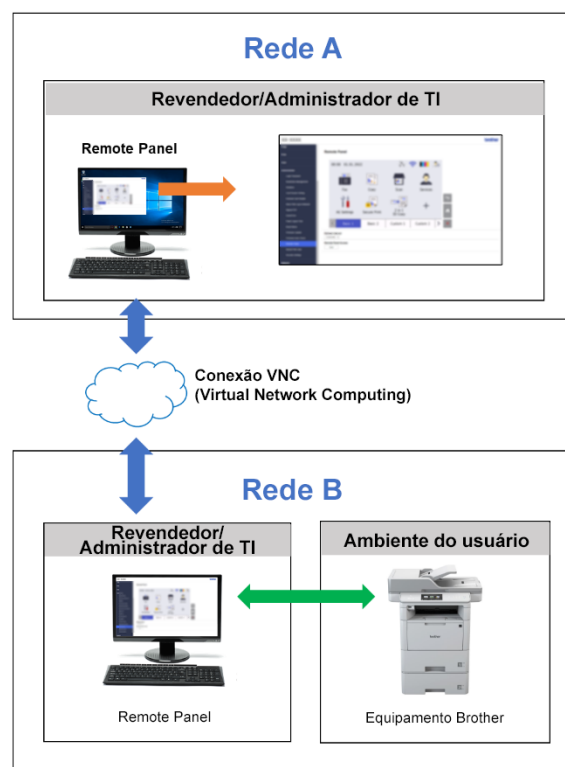 Rede A
Revendedor/Administrador de TI
Remote Panel
Conexão VNC
(Virtual Network Computing)
Rede B
Revendedor/
Administrador de TI
Ambiente do usuário
Remote Panel
Equipamento Brother